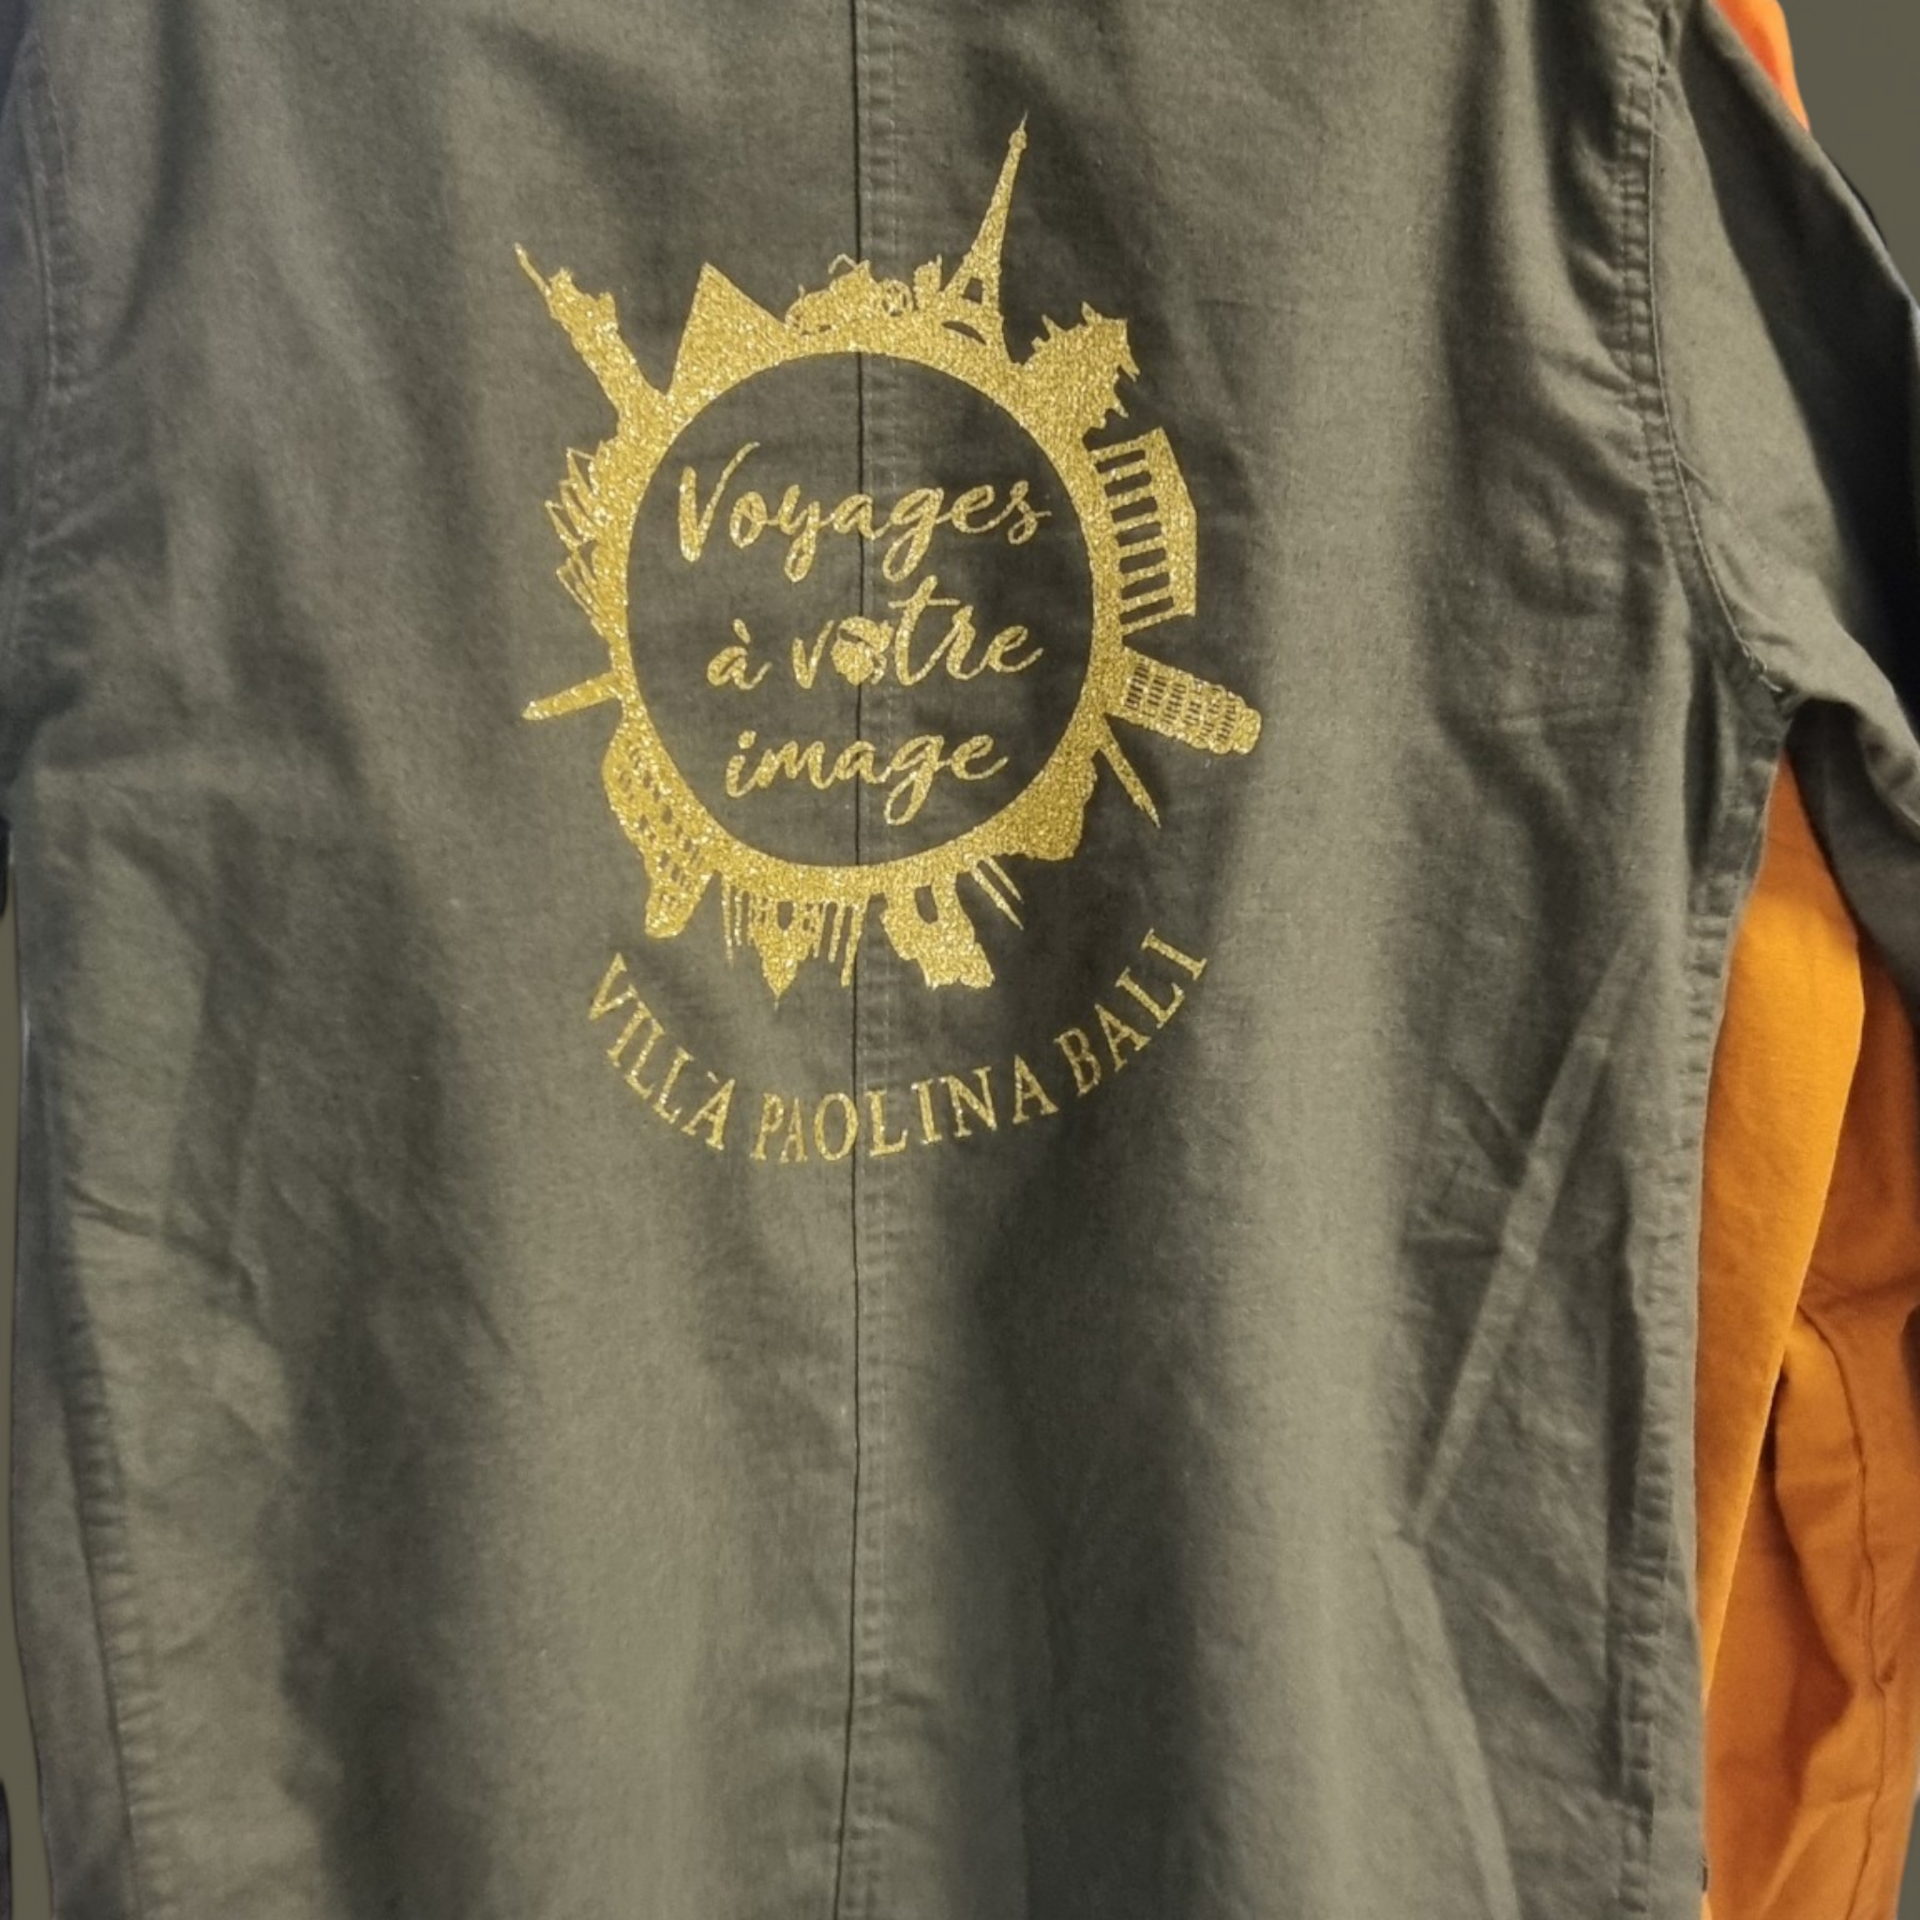 Voyages
à votre
image
VILLA PAOLINA BALI